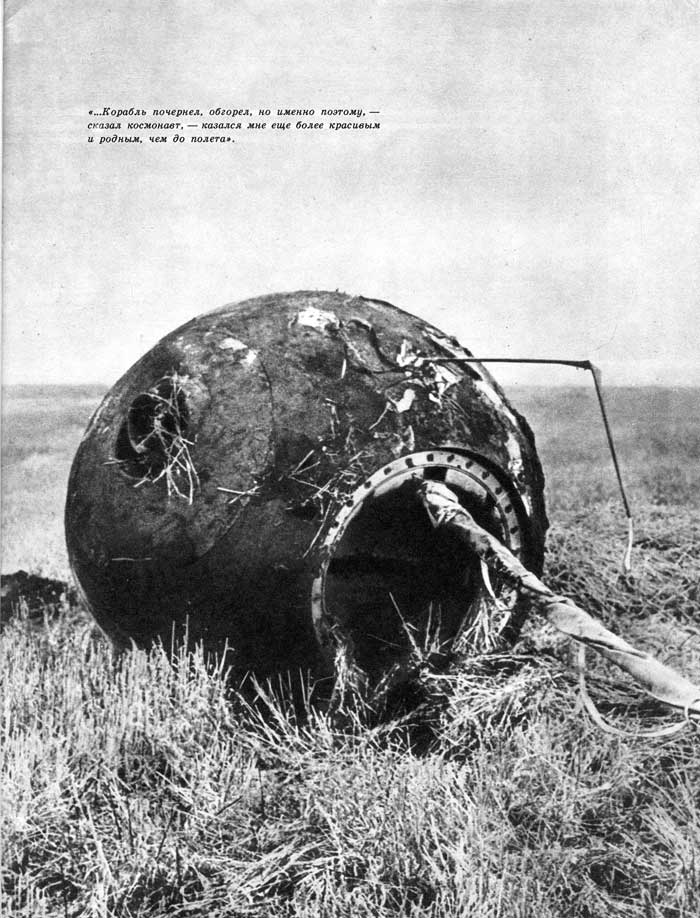 «...Корабль почернел, обгорел, но именно поэтому, —
сказал космонавт, — казался мне еще более красивым
и родным, чем до полета».